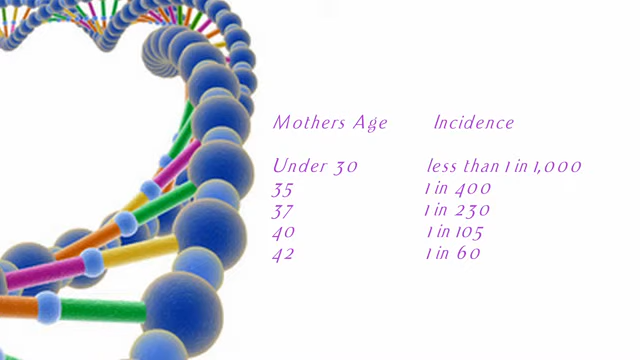 Mothers Age Incidence
Under 30 less than 1 in 1,000
35 1 in 400
37 1 in 230
40 1 in 105
42 1 in 60